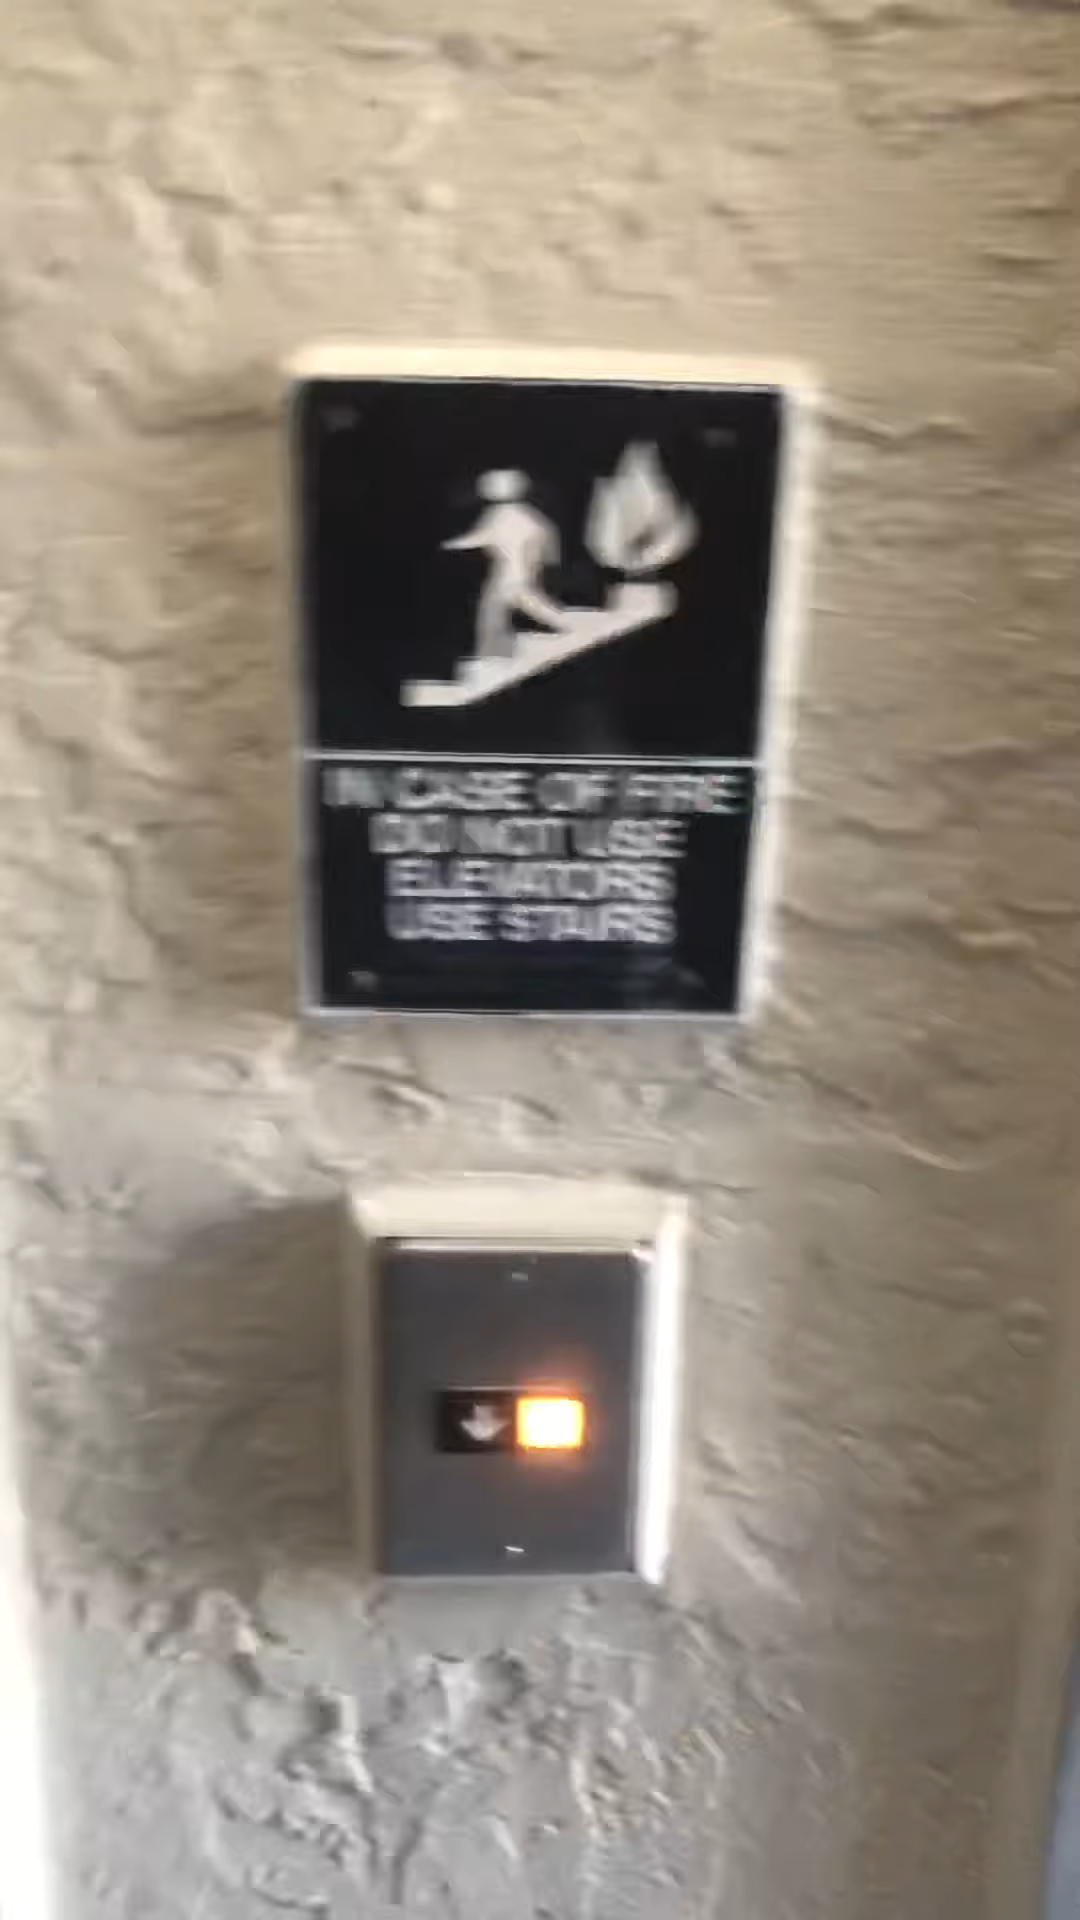 IN CASE OF FIRE
DO NOT USE
ELEVATORS
USE STAIRS